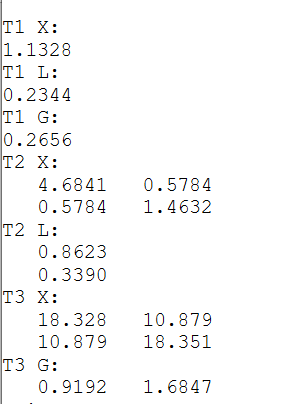 T1 X:
1.1328
T1 L:
0.2344
T1 G:
0.2656
T2 X:
4.6841 0.5784
0.5784 1.4632
T2 L:
0.8623
0.3390
T3 X:
18.328 10.879
10.879 18.351
T3 G:
0.9192 1.6847